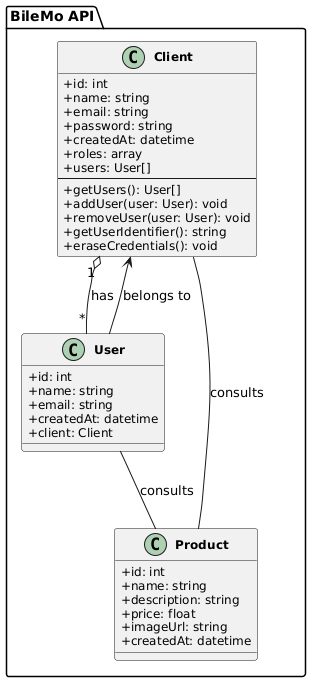 BileMo API
C Client
+id: int
+name: string
+email: string
+password: string
+createdAt: datetime
+roles: array
+users: User[]
+getUsers(): User[]
+addUser(user: User): void
+removeUser(user: User): void
+getUserIdentifier(): string
+eraseCredentials(): void
1
has
belongs to
*
C User
+id: int
+name: string
+email: string
+createdAt: datetime
+client: Client
consults
consults
C Product
+id: int
+name: string
+description: string
+price: float
+imageUrl: string
+createdAt: datetime